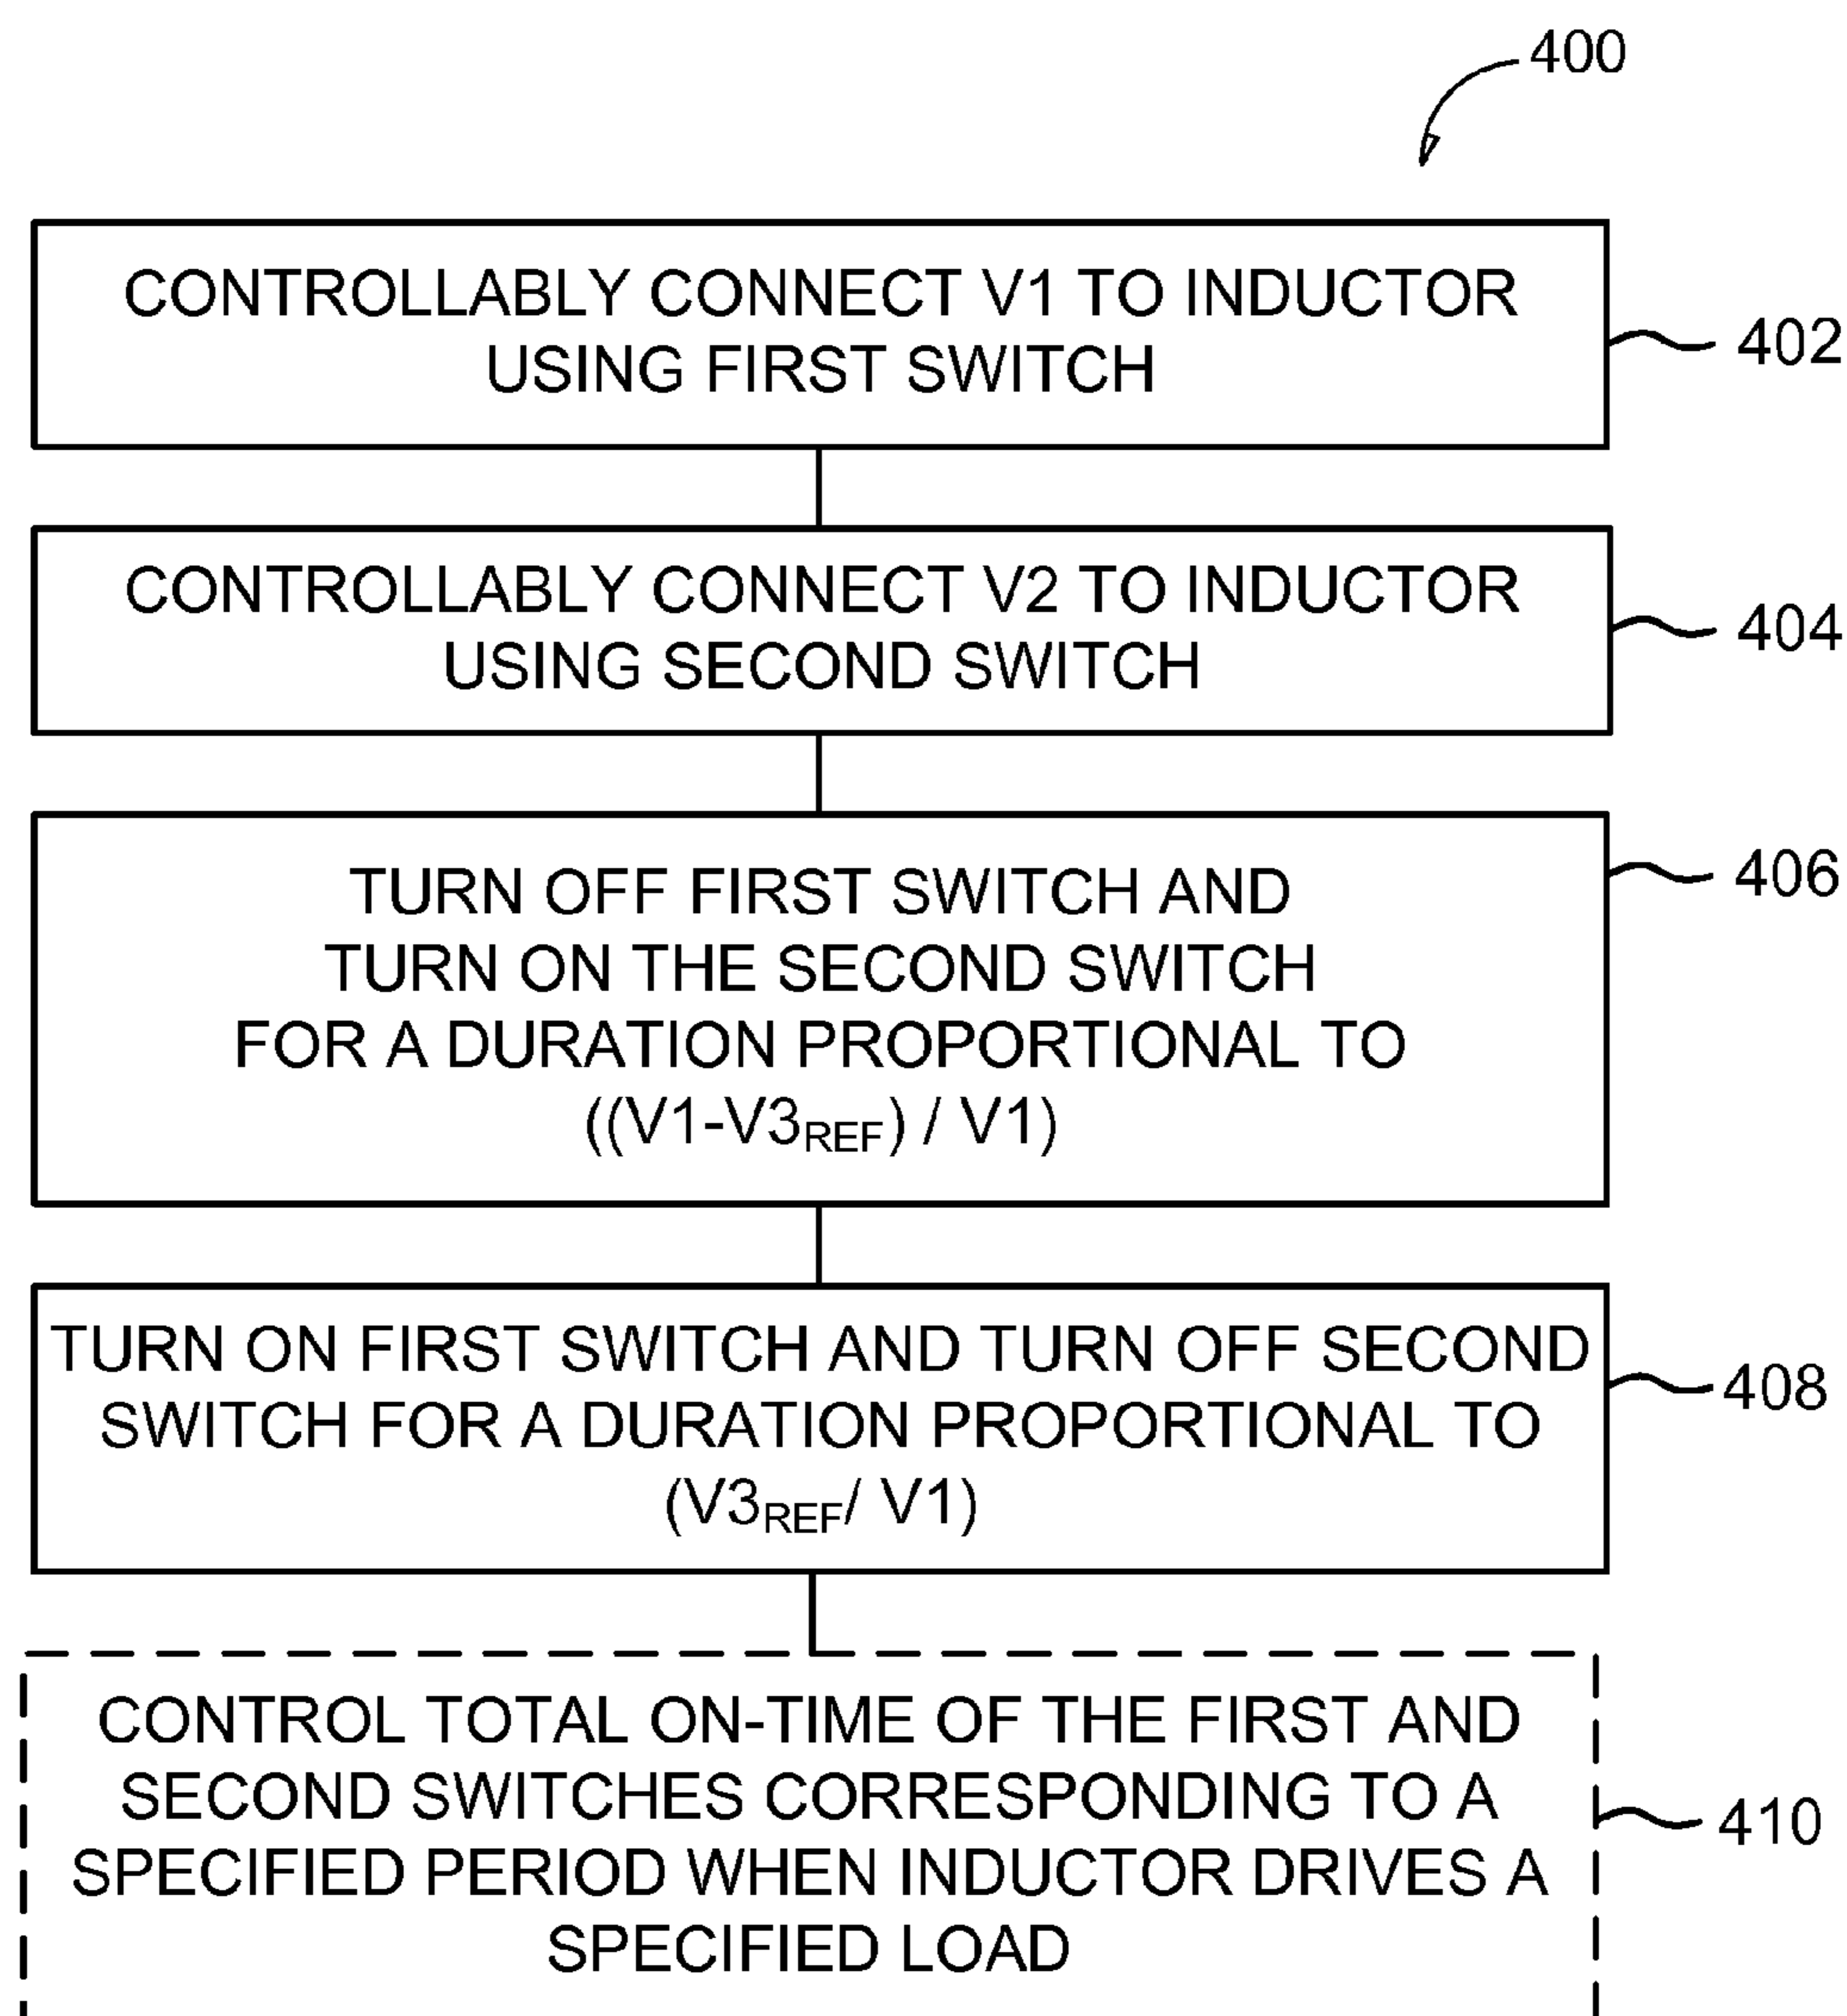 400
CONTROLLABLY CONNECT V1 TO INDUCTOR
USING FIRST SWITCH
402
CONTROLLABLY CONNECT V2 TO INDUCTOR
USING SECOND SWITCH
404
TURN OFF FIRST SWITCH AND
TURN ON THE SECOND SWITCH
FOR A DURATION PROPORTIONAL TO
((V1-V3REF) / V1)
406
TURN ON FIRST SWITCH AND TURN OFF SECOND
SWITCH FOR A DURATION PROPORTIONAL TO
(V3REF/ V1)
408
CONTROL TOTAL ON-TIME OF THE FIRST AND
SECOND SWITCHES CORRESPONDING TO A
SPECIFIED PERIOD WHEN INDUCTOR DRIVES A
SPECIFIED LOAD
410